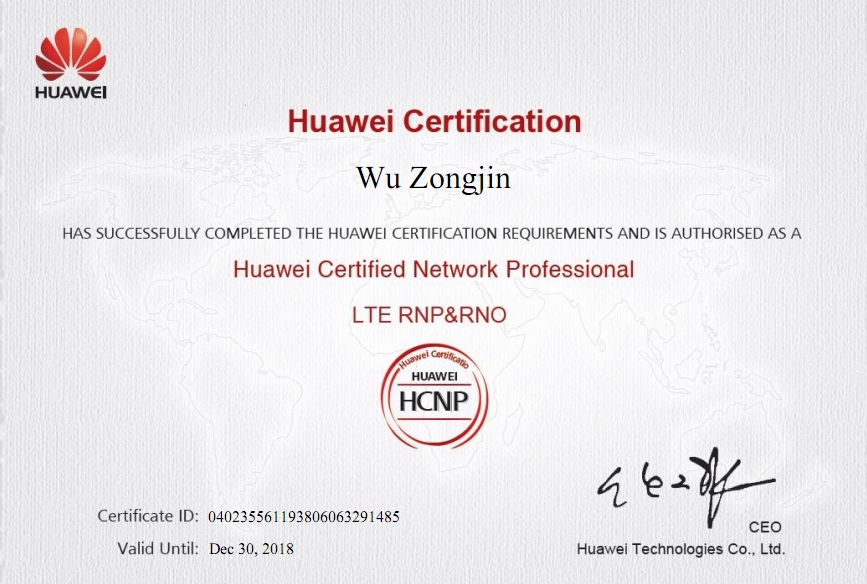 HUAWEI
Huawei Certification
Wu Zongjin
HAS SUCCESSFULLY COMPLETED THE HUAWEI CERTIFICATION REQUIREMENTS AND IS AUTHORISED AS A
Huawei Certified Network Professional
LTE RNP&RNO
Huawei Certificatio
HUAWEI
HCNP
Certificate ID: 040235561193806063291485
CEO
Valid Until: Dec 30, 2018
Huawei Technologies Co., Ltd.